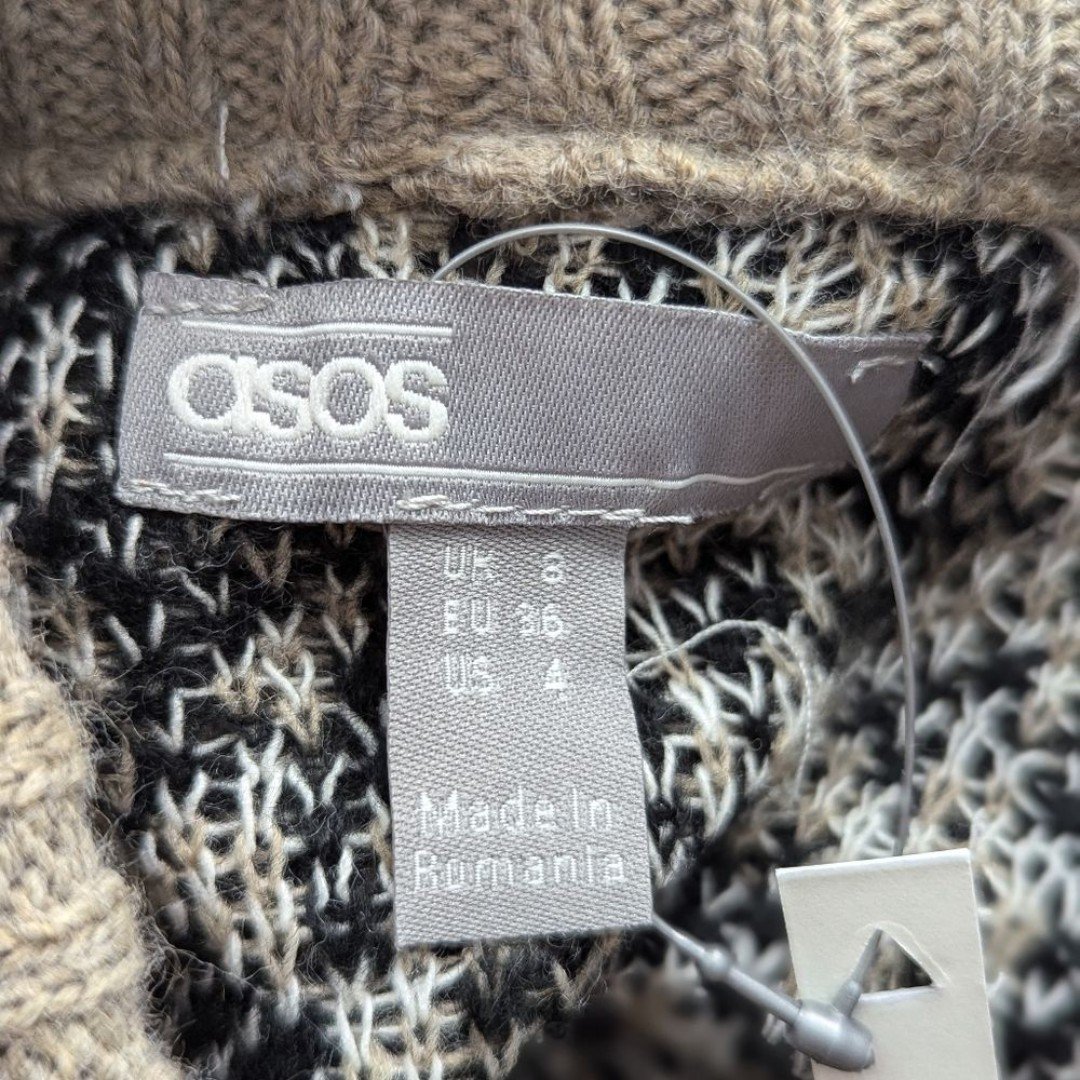 asos
UK 8
EU 36
US 4
Made In
Romania